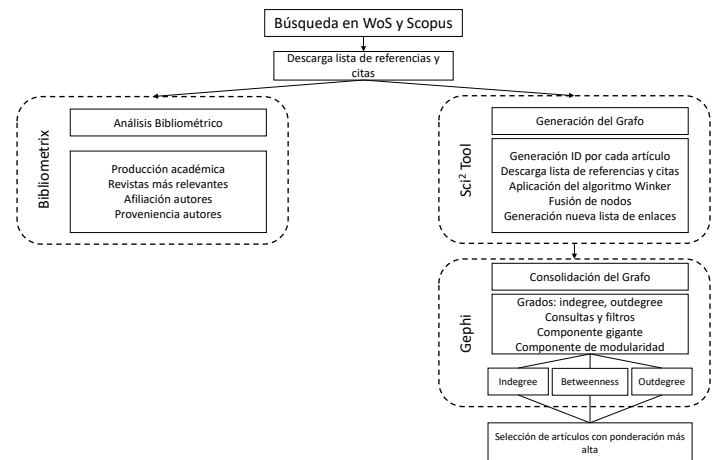 Búsqueda en WoS y Scopus
Descarga lista de referencias y
citas
Bibliometrix
Análisis Bibliométrico
Producción académica
Revistas más relevantes
Afiliación autores
Proveniencia autores
Sci² Tool
Generación del Grafo
Generación ID por cada artículo
Descarga lista de referencias y citas
Aplicación del algoritmo Winker
Fusión de nodos
Generación nueva lista de enlaces
Gephi
Consolidación del Grafo
Grados: indegree, outdegree
Consultas y filtros
Componente gigante
Componente de modularidad
Indegree
Betweenness
Outdegree
Selección de artículos con ponderación más
alta